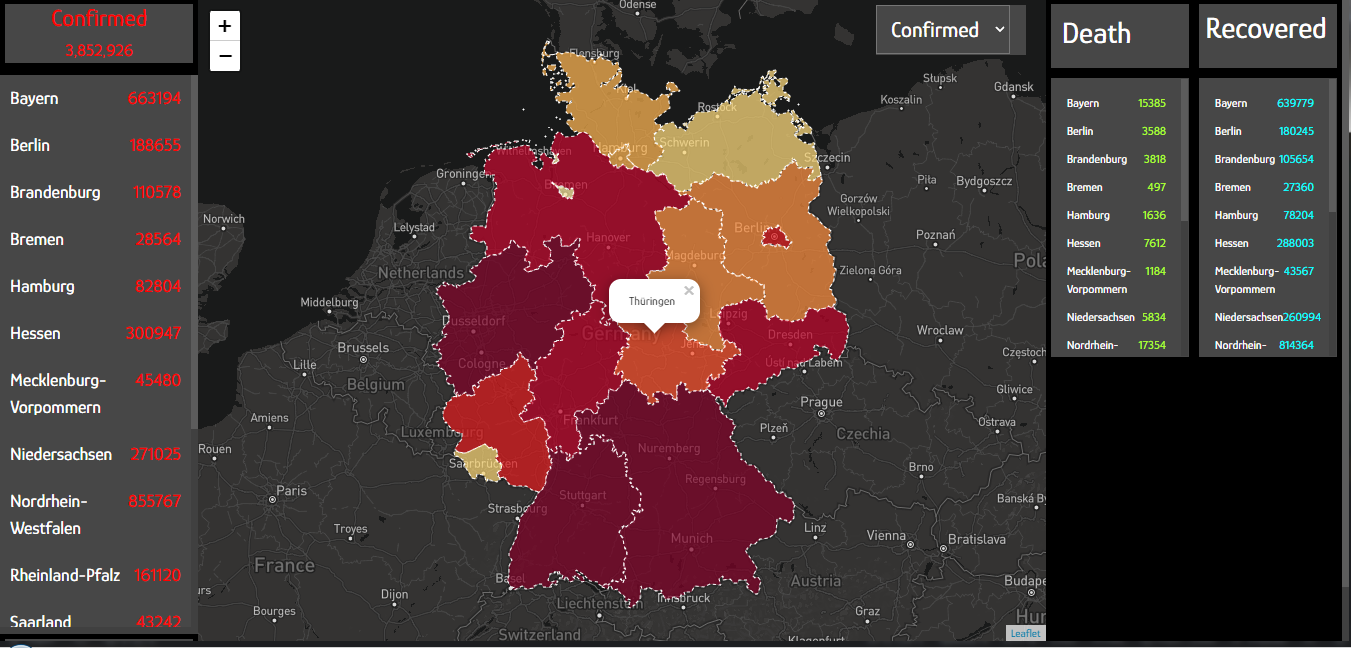 Confirmed
3,852,926
Bayern 663194
Berlin 188655
Brandenburg 110578
Bremen 28564
Hamburg 82804
Hessen 300947
Mecklenburg-
Vorpommern 45480
Niedersachsen 271025
Nordrhein-
Westfalen 855767
Rheinland-Pfalz 161120
Saarland 43242
+
−
Confirmed
Odense
Flensburg
Kiel
Rostock
Słupsk
Gdansk
Koszalin
Wilhelmshaven
Hamburg
Schwerin
Szczecin
Groningen
Bremen
Piła
Bydgoszcz
Gorzów
Wielkopolski
Norwich
Lelystad
Hanover
Berlin
Poznań
Netherlands
Magdeburg
Zielona Góra
Pola
Middelburg
Thüringen
×
Dusseldorf
Germany
Leipzig
Dresden
Wrocław
Brussels
Cologne
Jena
Lille
Ústí nad Labem
Częstoch
Belgium
Gliwice
Prague
Amiens
Frankfurt
Plzeň
Ostrava
Luxembourg
Czechia
Rouen
Saarbrücken
Nuremberg
Brno
Paris
Stuttgart
Regensburg
Banská By
Strasbourg
Troyes
Linz
Munich
Vienna
Bratislava
France
Basel
Austria
Budape
urs
Dijon
Liechtenstein
Innsbruck
Bourges
Graz
Hun
Switzerland
Klagenfurt
Leaflet
Death
Bayern 15385
Berlin 3588
Brandenburg 3818
Bremen 497
Hamburg 1636
Hessen 7612
Mecklenburg-
Vorpommern 1184
Niedersachsen 5834
Nordrhein- 17354
Recovered
Bayern 639779
Berlin 180245
Brandenburg 105654
Bremen 27360
Hamburg 78204
Hessen 288003
Mecklenburg-
Vorpommern 43567
Niedersachsen 260994
Nordrhein- 814364